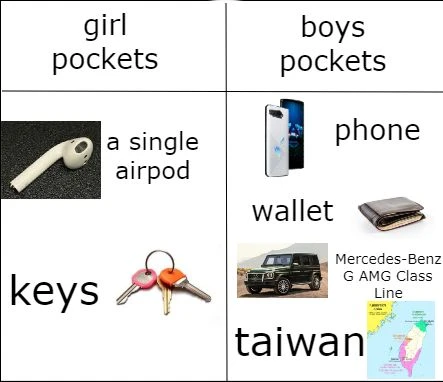 girl
pockets
boys
pockets
a single
airpod
keys
phone
wallet
Mercedes-Benz
G AMG Class
Line
taiwan